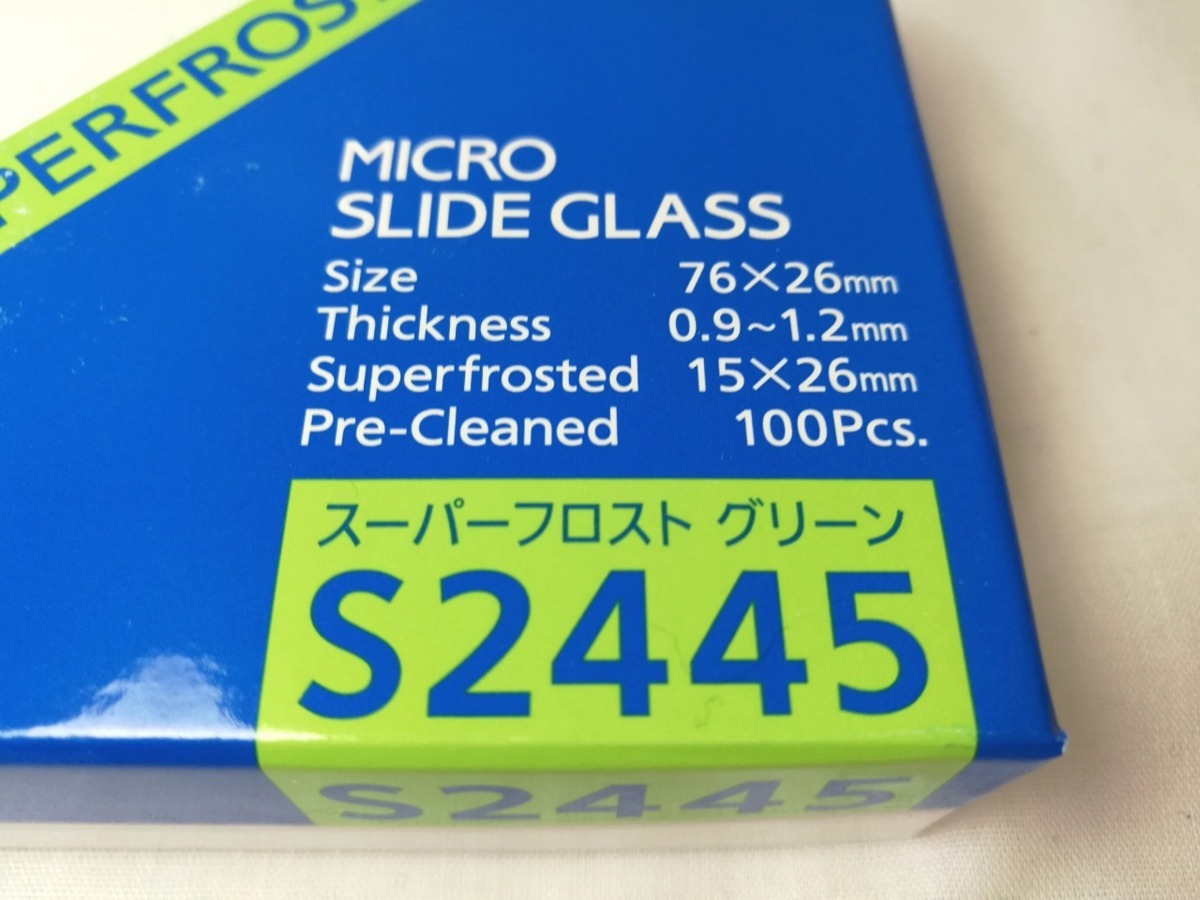 PERFROST
MICRO
SLIDE GLASS
Size 76×26mm
Thickness 0.9~1.2mm
Superfrosted 15×26mm
Pre-Cleaned 100Pcs.
スーパーフロスト グリーン
S2445
S2445